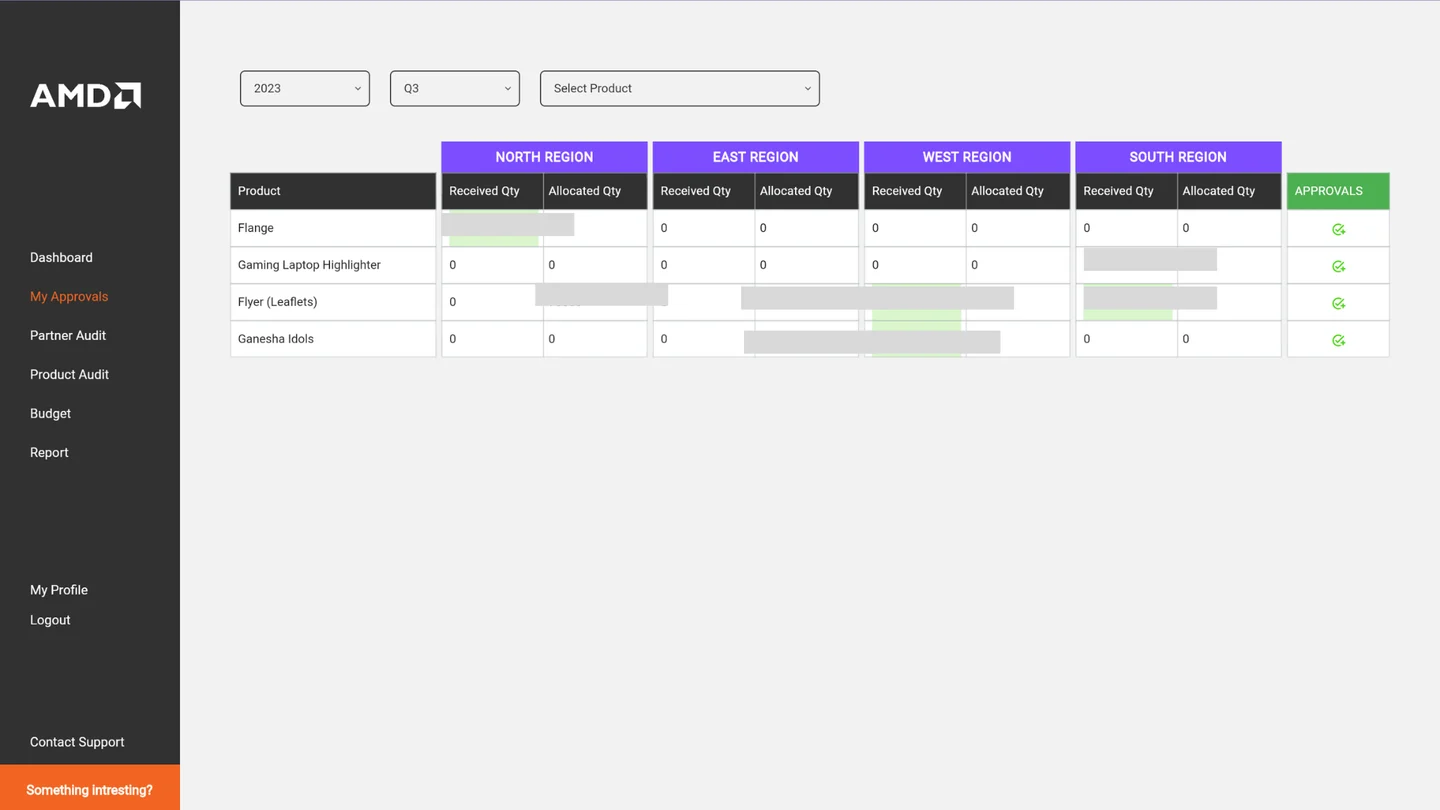 AMD
2023 Q3 Select Product
NORTH REGION EAST REGION WEST REGION SOUTH REGION
Product Received Qty Allocated Qty Received Qty Allocated Qty Received Qty Allocated Qty Received Qty Allocated Qty APPROVALS
Flange 0 0 0 0 0 0
Gaming Laptop Highlighter 0 0 0 0 0 0
Flyer (Leaflets) 0
Ganesha Idols 0 0 0 0 0
Dashboard
My Approvals
Partner Audit
Product Audit
Budget
Report
My Profile
Logout
Contact Support
Something intresting?